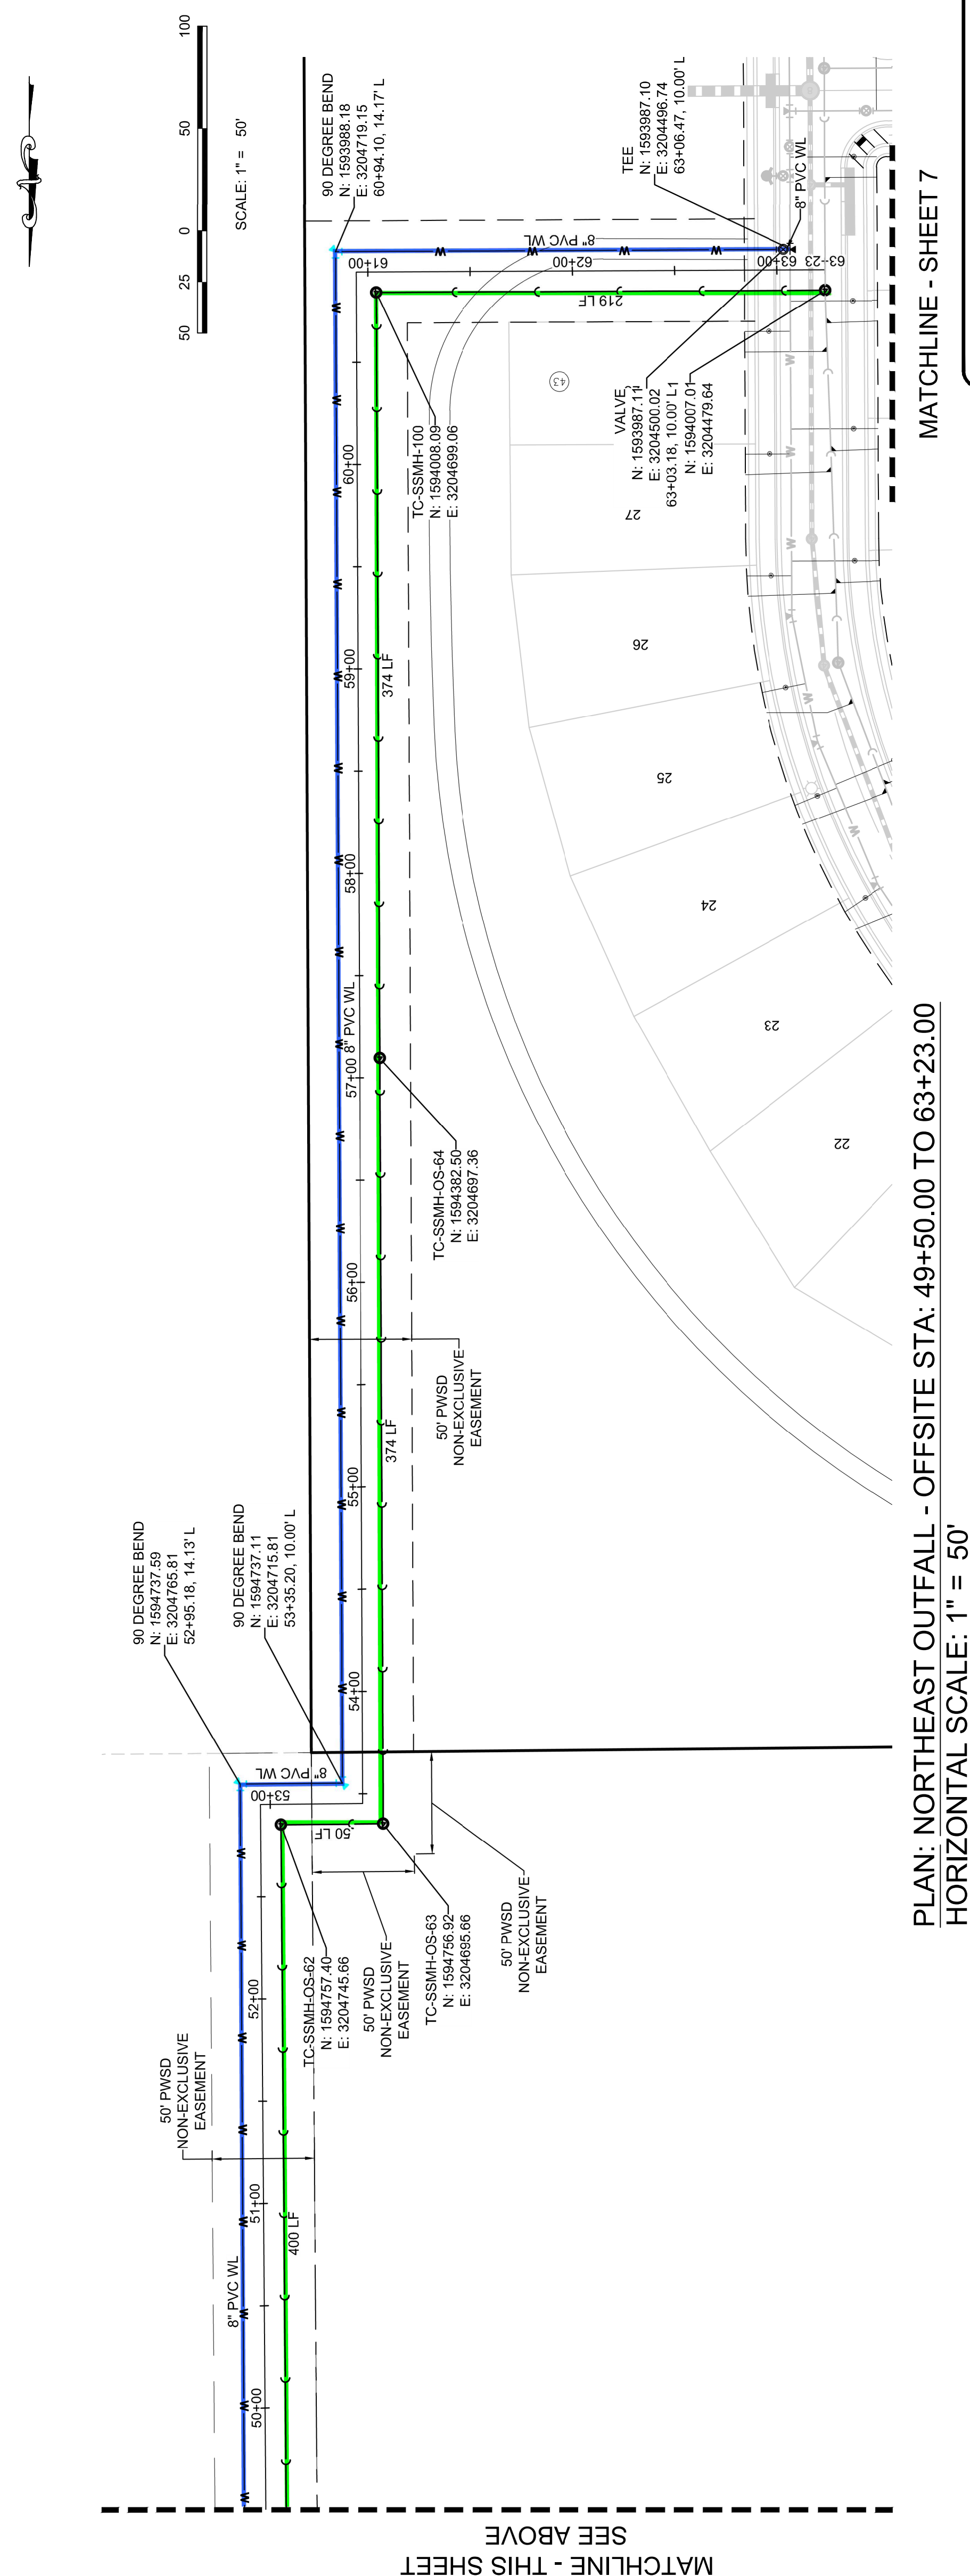 100
50
0
25
50
SCALE: 1" = 50'
90 DEGREE BEND
N: 1593988.18
E: 3204719.15
60+94.10, 14.17' L
TEE
N: 1593987.10
E: 3204496.74
63+06.47, 10.00' L
8" PVC WL
8" PVC WL
61+00
62+00
63+00
63+23
219 LF
43
VALVE
N: 1593987.11
E: 3204500.02
63+03.18, 10.00' L1
N: 1594007.01
E: 3204479.64
TC-SSMH-100
N: 1594008.09
E: 3204699.06
60+00
59+00
374 LF
58+00
8" PVC WL
57+00
27
26
25
24
23
22
TC-SSMH-OS-64
N: 1594382.50
E: 3204697.36
56+00
50' PWSD
NON-EXCLUSIVE
EASEMENT
374 LF
55+00
54+00
90 DEGREE BEND
N: 1594737.59
E: 3204765.81
52+95.18, 14.13' L
90 DEGREE BEND
N: 1594737.11
E: 3204715.81
53+35.20, 10.00' L
8" PVC WL
53+00
50 LF
TC-SSMH-OS-62
N: 1594757.40
E: 3204745.66
50' PWSD
NON-EXCLUSIVE
EASEMENT
TC-SSMH-OS-63
N: 1594756.92
E: 3204695.66
50' PWSD
NON-EXCLUSIVE
EASEMENT
52+00
50' PWSD
NON-EXCLUSIVE
EASEMENT
51+00
400 LF
8" PVC WL
50+00
MATCHLINE - SHEET 7
PLAN: NORTHEAST OUTFALL - OFFSITE STA: 49+50.00 TO 63+23.00
HORIZONTAL SCALE: 1" = 50'
MATCHLINE - THIS SHEET
SEE ABOVE